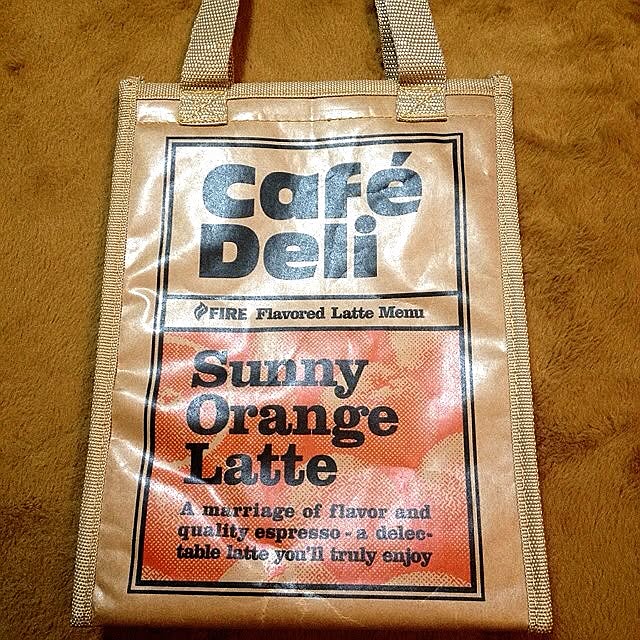 Café
Deli
FIRE Flavored Latte Menu
Sunny
Orange
Latte
A marriage of flavor and
quality espresso - a delec-
table latte you'll truly enjoy